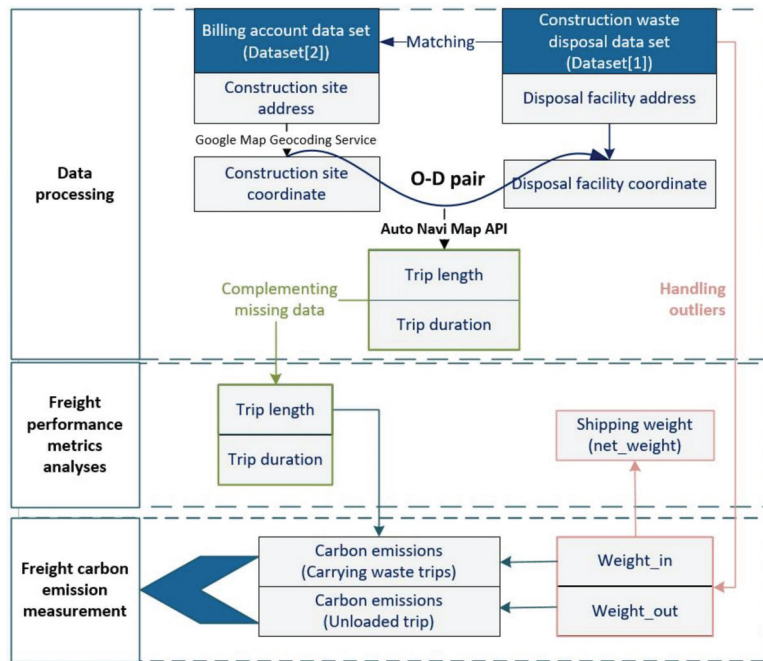 Billing account data set
(Dataset[2])
Matching
Construction waste
disposal data set
(Dataset[1])
Construction site
address
Disposal facility address
Google Map Geocoding Service
Data
processing
Construction site
coordinate
O-D pair
Disposal facility coordinate
Auto Navi Map API
Trip length
Trip duration
Complementing
missing data
Handling
outliers
Freight
performance
metrics
analyses
Trip length
Trip duration
Shipping weight
(net_weight)
Freight carbon
emission
measurement
Carbon emissions
(Carrying waste trips)
Carbon emissions
(Unloaded trip)
Weight_in
Weight_out